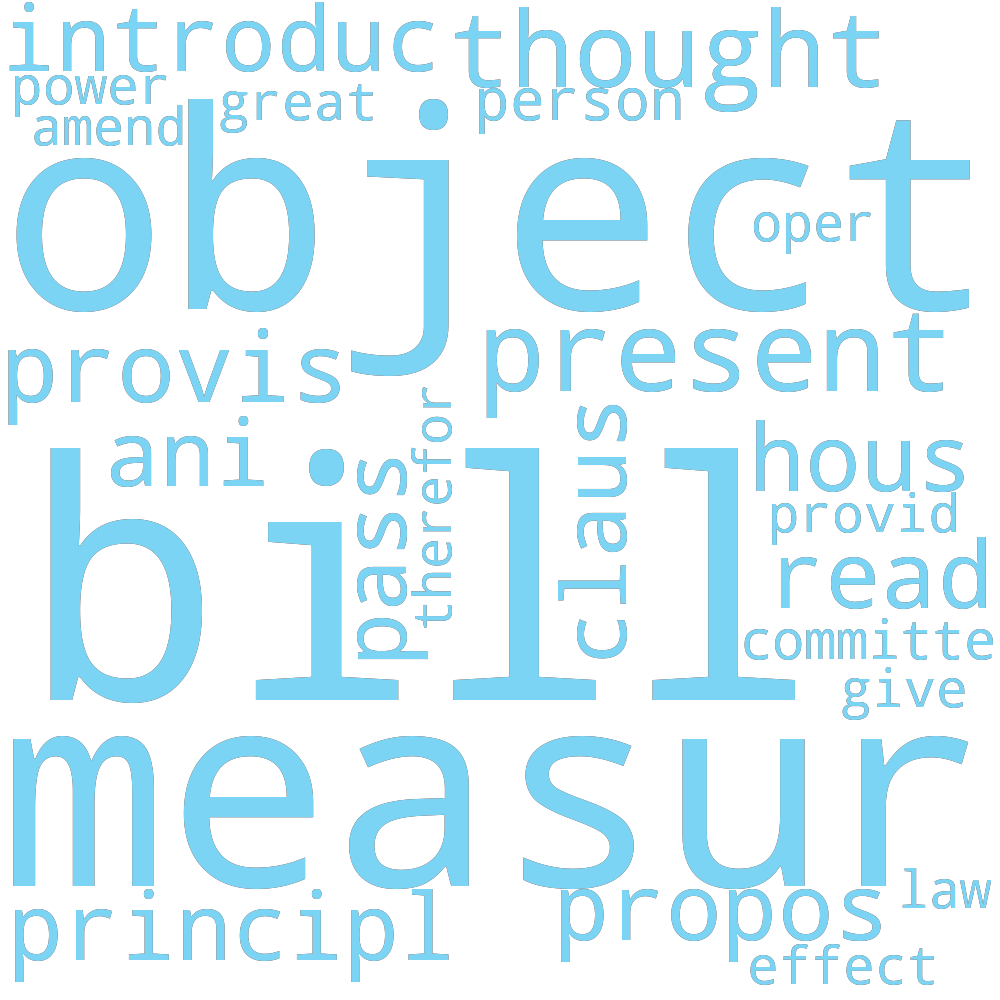 introduc
thought
power
great
person
amend
object
oper
provis
present
ani
pass
therefor
claus
hous
provid
bill
read
committe
give
measur
principl
propos
law
effect